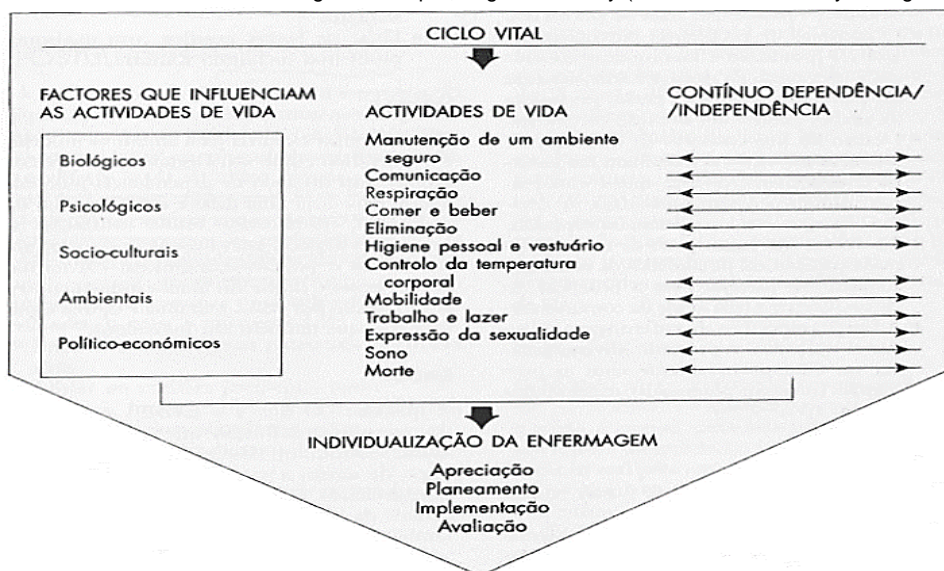 CICLO VITAL
FACTORES QUE INFLUENCIAM
AS ACTIVIDADES DE VIDA
Biológicos
Psicológicos
Socio-culturais
Ambientais
Político-económicos
ACTIVIDADES DE VIDA
Manutenção de um ambiente
seguro
Comunicação
Respiração
Comer e beber
Eliminação
Higiene pessoal e vestuário
Controlo da temperatura
corporal
Mobilidade
Trabalho e lazer
Expressão da sexualidade
Sono
Morte
CONTÍNUO DEPENDÊNCIA/
/INDEPENDÊNCIA
INDIVIDUALIZAÇÃO DA ENFERMAGEM
Apreciação
Planeamento
Implementação
Avaliação